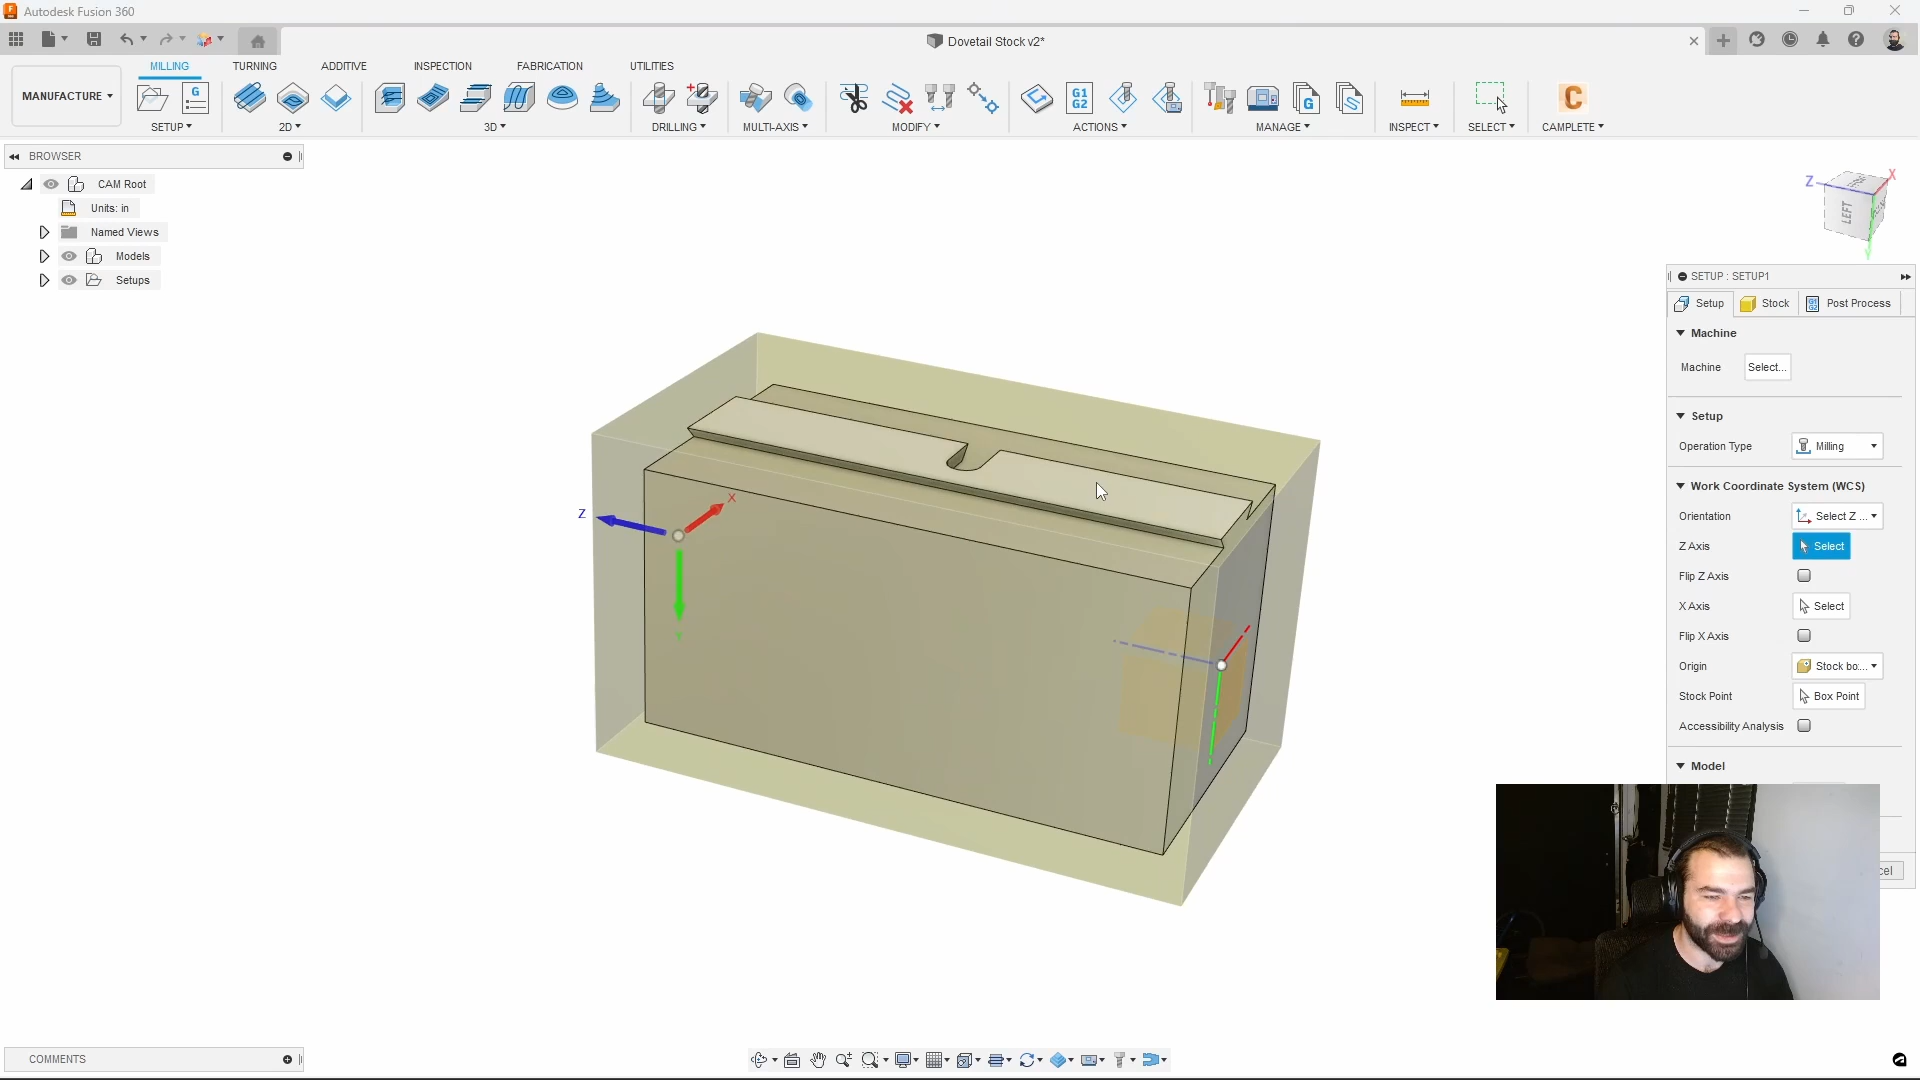 Autodesk Fusion 360
Dovetail Stock v2*
MILLING TURNING ADDITIVE INSPECTION FABRICATION UTILITIES
MANUFACTURE
SETUP 2D 3D DRILLING MULTI-AXIS MODIFY ACTIONS MANAGE INSPECT SELECT CAMPLETE
G G1 G2 G C
BROWSER
CAM Root
Units: in
Named Views
Models
Setups
Z X
LEFT
Y
SETUP : SETUP1
Setup Stock Post Process
Machine
Machine Select...
Setup
Operation Type Milling
Work Coordinate System (WCS)
Orientation Select Z ...
Z Axis Select
Flip Z Axis
X Axis Select
Flip X Axis
Origin Stock bo...
Stock Point Box Point
Accessibility Analysis
Model
cel
Z X
COMMENTS